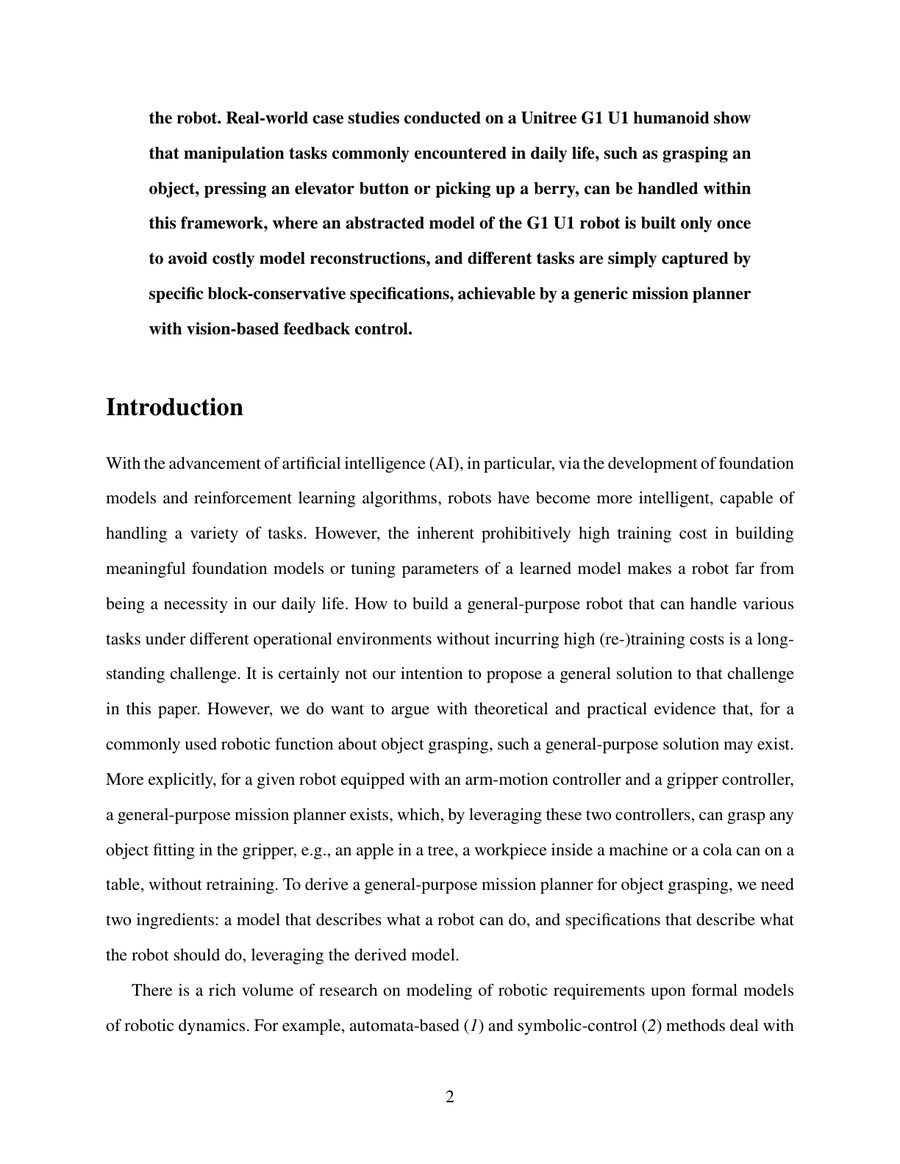 the robot. Real-world case studies conducted on a Unitree G1 U1 humanoid show
that manipulation tasks commonly encountered in daily life, such as grasping an
object, pressing an elevator button or picking up a berry, can be handled within
this framework, where an abstracted model of the G1 U1 robot is built only once
to avoid costly model reconstructions, and different tasks are simply captured by
specific block-conservative specifications, achievable by a generic mission planner
with vision-based feedback control.
Introduction
With the advancement of artificial intelligence (AI), in particular, via the development of foundation
models and reinforcement learning algorithms, robots have become more intelligent, capable of
handling a variety of tasks. However, the inherent prohibitively high training cost in building
meaningful foundation models or tuning parameters of a learned model makes a robot far from
being a necessity in our daily life. How to build a general-purpose robot that can handle various
tasks under different operational environments without incurring high (re-)training costs is a long-
standing challenge. It is certainly not our intention to propose a general solution to that challenge
in this paper. However, we do want to argue with theoretical and practical evidence that, for a
commonly used robotic function about object grasping, such a general-purpose solution may exist.
More explicitly, for a given robot equipped with an arm-motion controller and a gripper controller,
a general-purpose mission planner exists, which, by leveraging these two controllers, can grasp any
object fitting in the gripper, e.g., an apple in a tree, a workpiece inside a machine or a cola can on a
table, without retraining. To derive a general-purpose mission planner for object grasping, we need
two ingredients: a model that describes what a robot can do, and specifications that describe what
the robot should do, leveraging the derived model.
There is a rich volume of research on modeling of robotic requirements upon formal models
of robotic dynamics. For example, automata-based (1) and symbolic-control (2) methods deal with
2